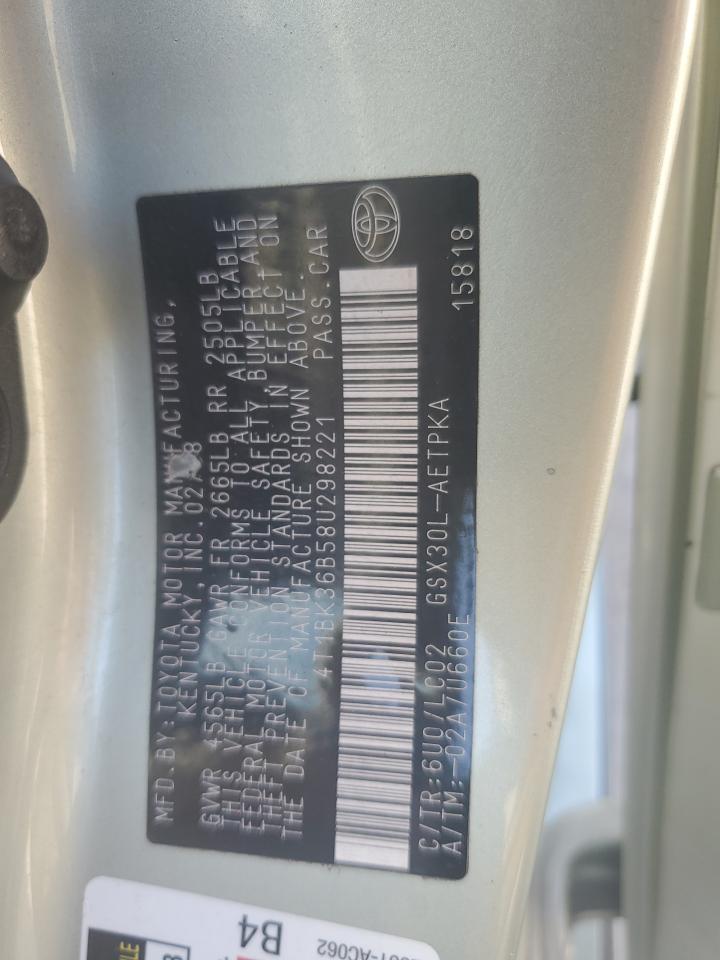 MFD.BY:TOYOTA MOTOR MANUFACTURING,
KENTUCKY, INC. 02/08
GVWR 4565LB GAWR FR 2665LB RR 2505LB
THIS VEHICLE CONFORMS TO ALL APPLICABLE
FEDERAL MOTOR VEHICLE SAFETY, BUMPER, AND
THEFT PREVENTION STANDARDS IN EFFECT ON
THE DATE OF MANUFACTURE SHOWN ABOVE.
4T1BK36B58U298221 PASS.CAR
C/TR:6U0/LC02 GSX30L-AETPKA
A/TM:-02A/U660E 15818
B4
-AC062